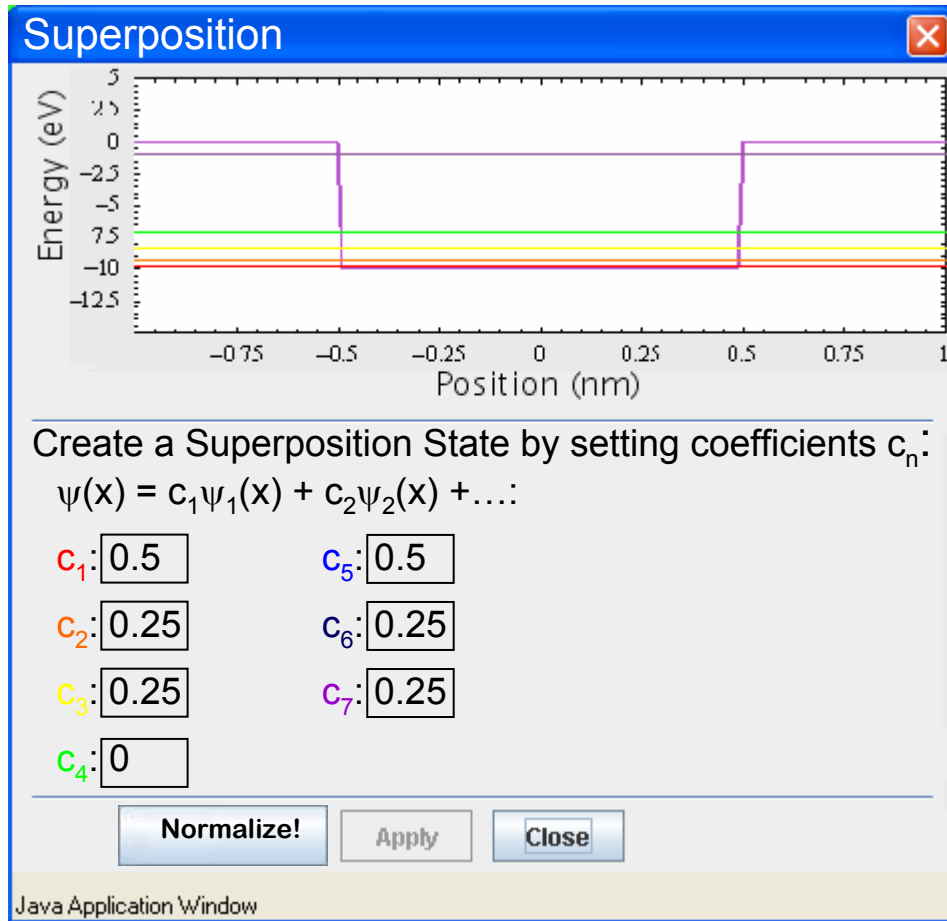 Superposition
5
25
0
−2.5
−5
7.5
−10
−12.5
Energy (eV)
−0.75 −0.5 −0.25 0 0.25 0.5 0.75 1
Position (nm)
Create a Superposition State by setting coefficients cₙ:
ψ(x) = c₁ψ₁(x) + c₂ψ₂(x) +…:
c₁: 0.5 c₅: 0.5
c₂: 0.25 c₆: 0.25
c₃: 0.25 c₇: 0.25
c₄: 0
Normalize! Apply Close
Java Application Window